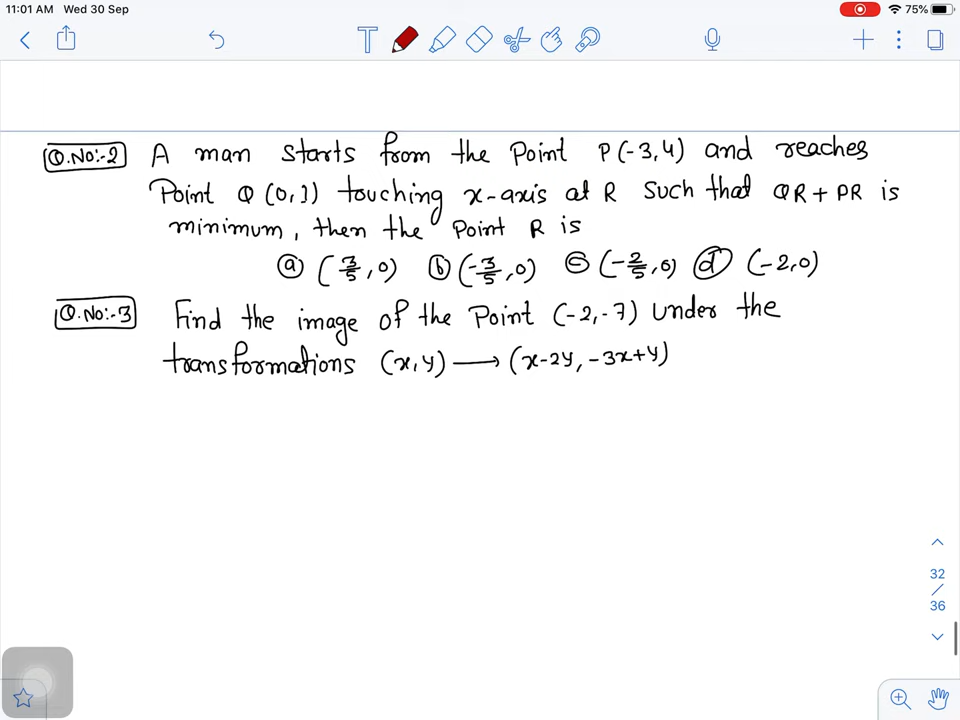 11:01 AM Wed 30 Sep
75%
T
Q.No:-2 A man starts from the Point P(-3,4) and reaches
Point Q (0,1) touching x-axis at R such that QR + PR is
minimum, then the Point R is
(a) (3/5, 0) (b) (-3/5, 0) (c) (-2/5, 0) (d) (-2,0)
Q.No:-3 Find the image of the Point (-2,-7) under the
transformations (x,y) ⟶ (x-2y, -3x+y)
32
/
36